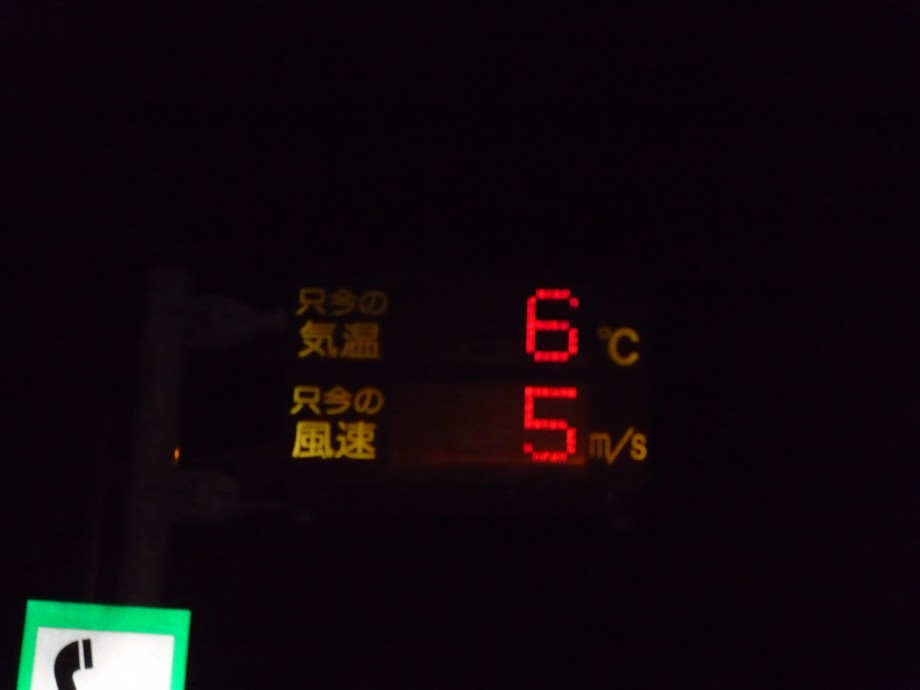 只今の
気温 6 ℃
只今の
風速 5 m/s